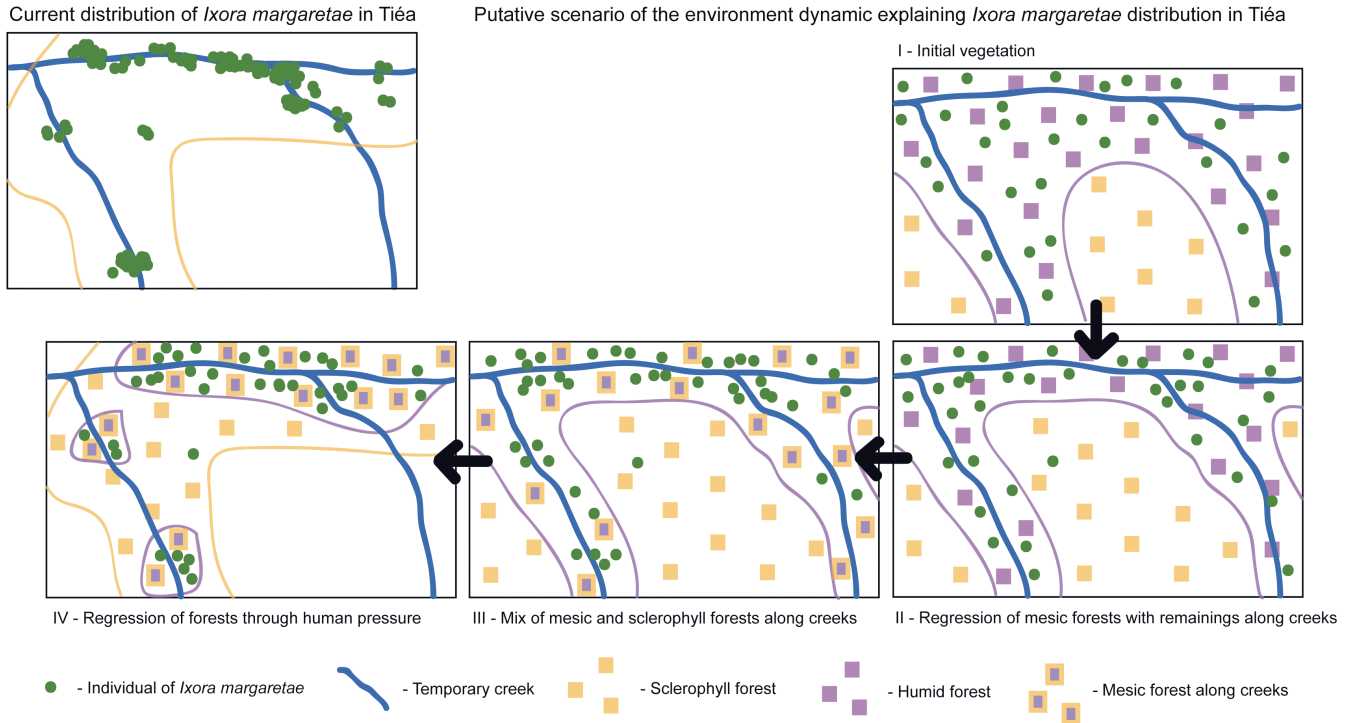 Current distribution of Ixora margaretae in Tiéa
Putative scenario of the environment dynamic explaining Ixora margaretae distribution in Tiéa
I - Initial vegetation
IV - Regression of forests through human pressure
III - Mix of mesic and sclerophyll forests along creeks
II - Regression of mesic forests with remainings along creeks
- Individual of Ixora margaretae
- Temporary creek
- Sclerophyll forest
- Humid forest
- Mesic forest along creeks